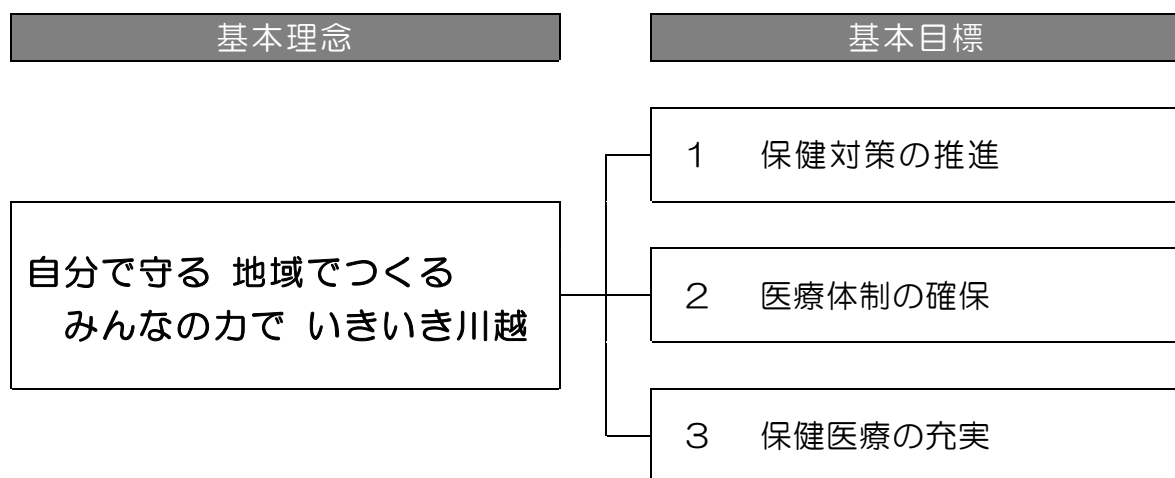 基本理念
基本目標
自分で守る 地域でつくる
みんなの力で いきいき川越
１ 保健対策の推進
２ 医療体制の確保
３ 保健医療の充実